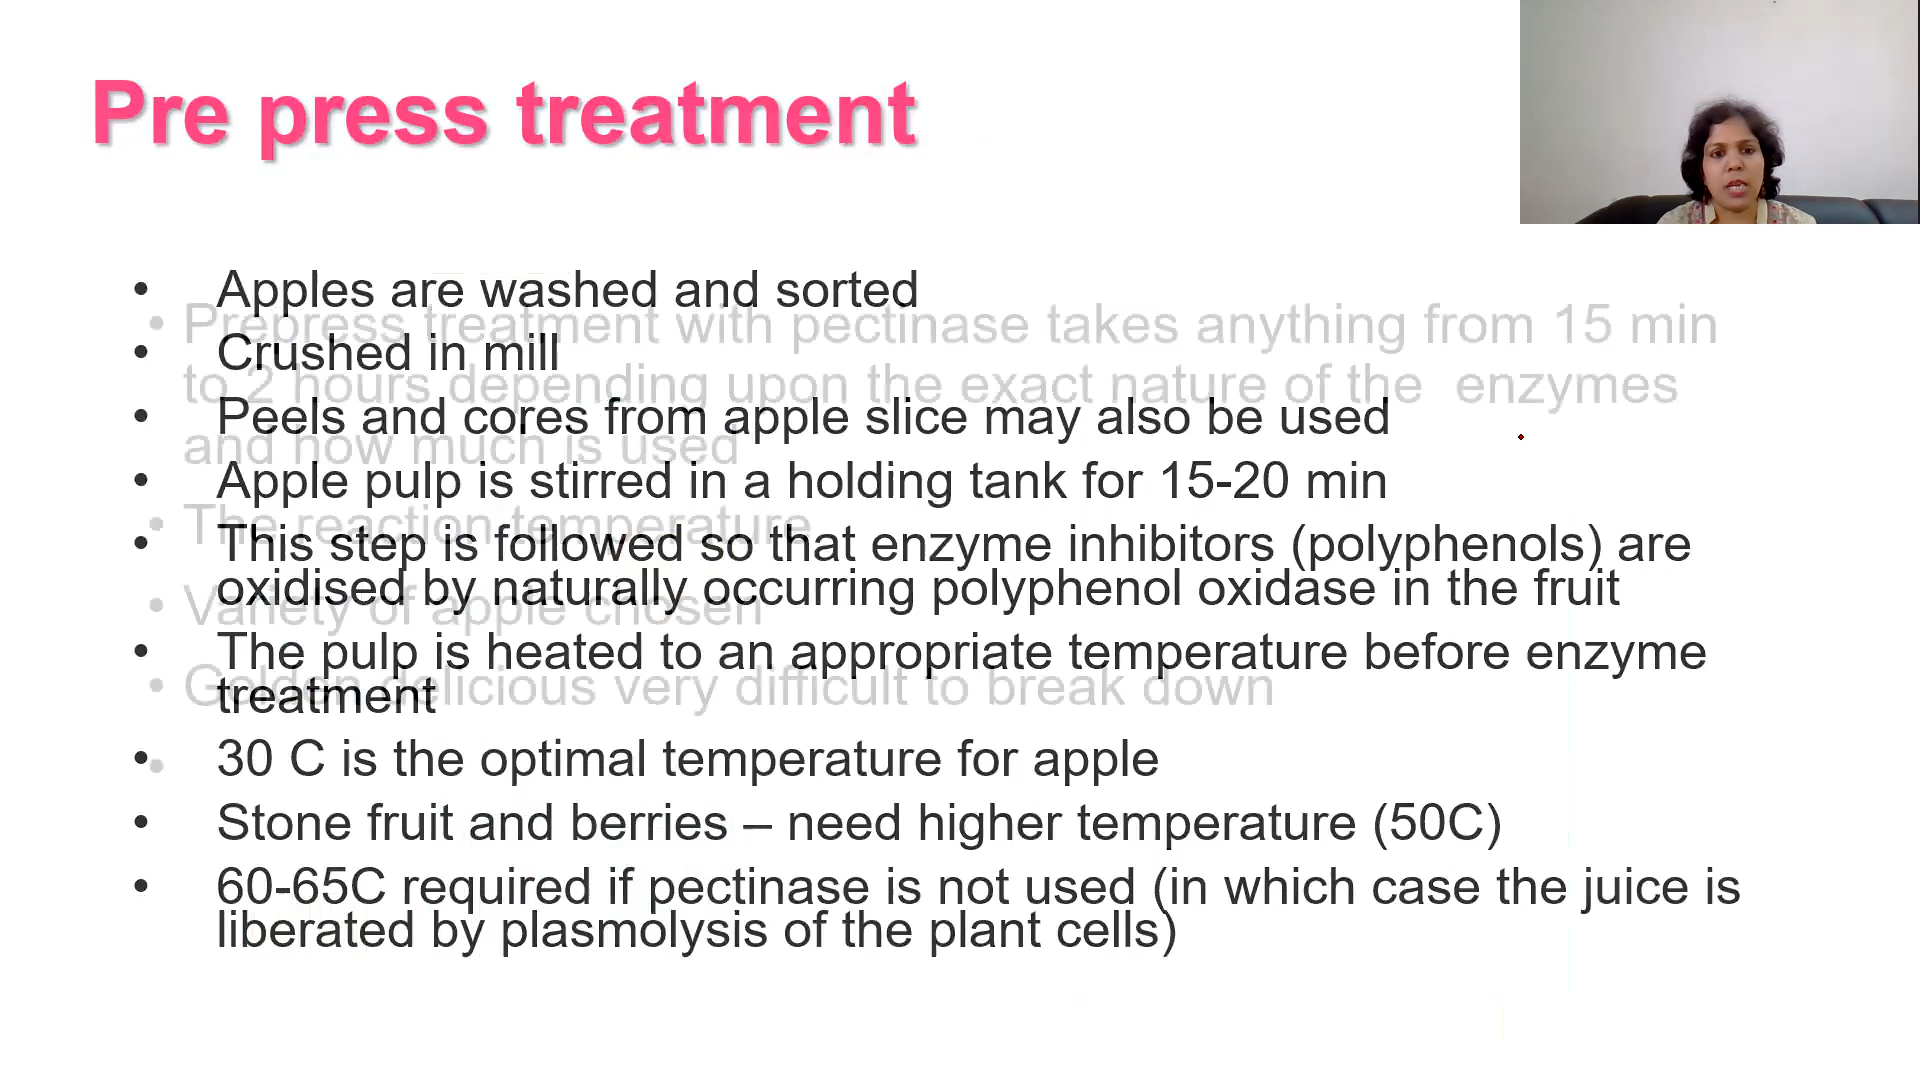 Pre press treatment
• Apples are washed and sorted
• Crushed in mill
• Peels and cores from apple slice may also be used
• Apple pulp is stirred in a holding tank for 15-20 min
• This step is followed so that enzyme inhibitors (polyphenols) are
oxidised by naturally occurring polyphenol oxidase in the fruit
• The pulp is heated to an appropriate temperature before enzyme
treatment
• 30 C is the optimal temperature for apple
• Stone fruit and berries – need higher temperature (50C)
• 60-65C required if pectinase is not used (in which case the juice is
liberated by plasmolysis of the plant cells)
• Prepress treatment with pectinase takes anything from 15 min
to 2 hours depending upon the exact nature of the enzymes
and how much is used
• The reaction temperature
• Variety of apple chosen
• Golden delicious very difficult to break down
•